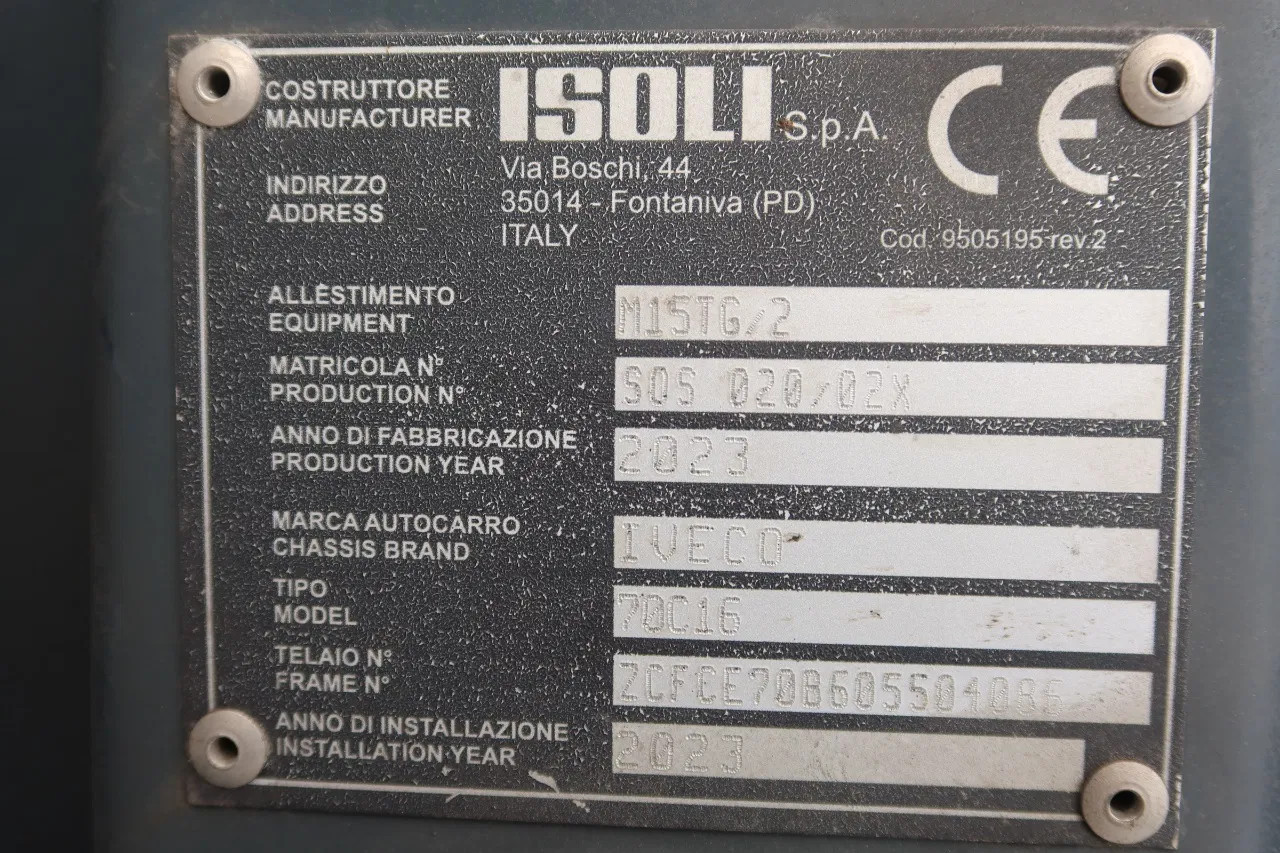 COSTRUTTORE
MANUFACTURER
ISOLI S.p.A.
INDIRIZZO
ADDRESS
Via Boschi, 44
35014 - Fontaniva (PD)
ITALY
CE
Cod. 9505195 rev.2
ALLESTIMENTO
EQUIPMENT
M15TG/2
MATRICOLA N°
PRODUCTION N°
SOS 020/02X
ANNO DI FABBRICAZIONE
PRODUCTION YEAR
2023
MARCA AUTOCARRO
CHASSIS BRAND
IVECO
TIPO
MODEL
70C16
TELAIO N°
FRAME N°
ANNO DI INSTALLAZIONE
INSTALLATION YEAR
2023